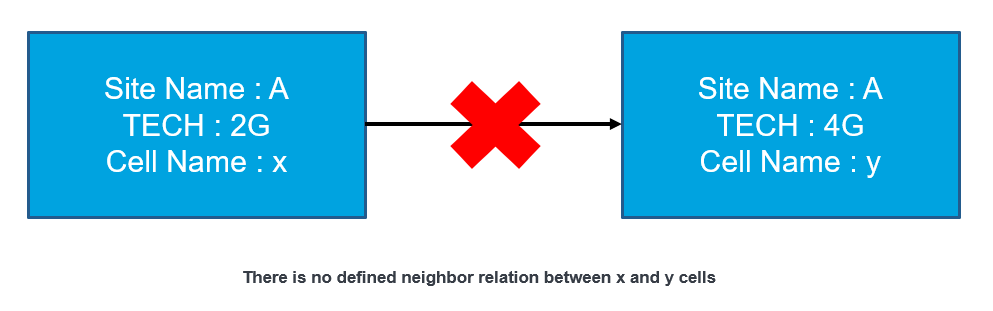 Site Name : A
TECH : 2G
Cell Name : x
Site Name : A
TECH : 4G
Cell Name : y
There is no defined neighbor relation between x and y cells